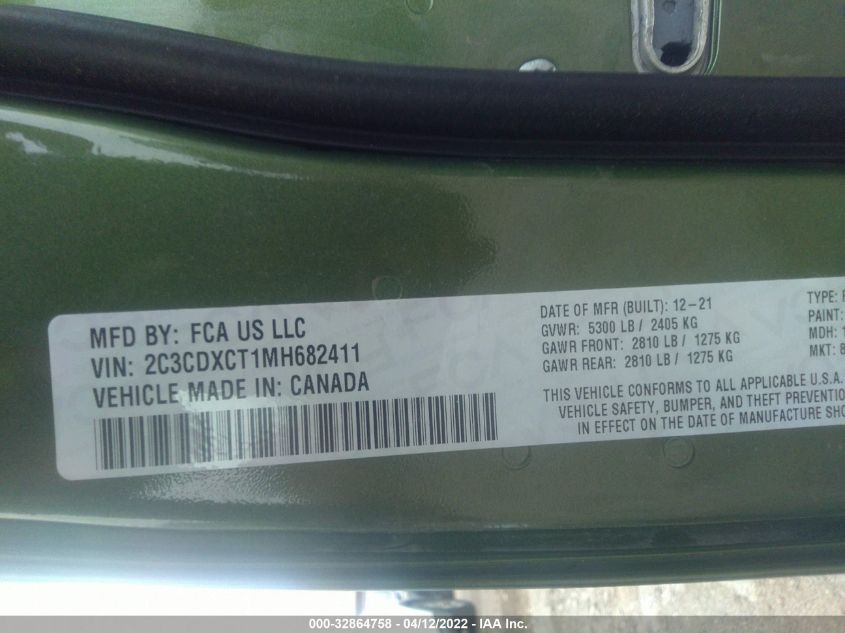 MFD BY: FCA US LLC
VIN: 2C3CDXCT1MH682411
VEHICLE MADE IN: CANADA
DATE OF MFR (BUILT): 12-21
GVWR: 5300 LB / 2405 KG
GAWR FRONT: 2810 LB / 1275 KG
GAWR REAR: 2810 LB / 1275 KG
TYPE:
PAINT:
MDH:
MKT:
THIS VEHICLE CONFORMS TO ALL APPLICABLE U.S.A.
VEHICLE SAFETY, BUMPER, AND THEFT PREVENTION
IN EFFECT ON THE DATE OF MANUFACTURE
000-32864758 - 04/12/2022 - IAA Inc.